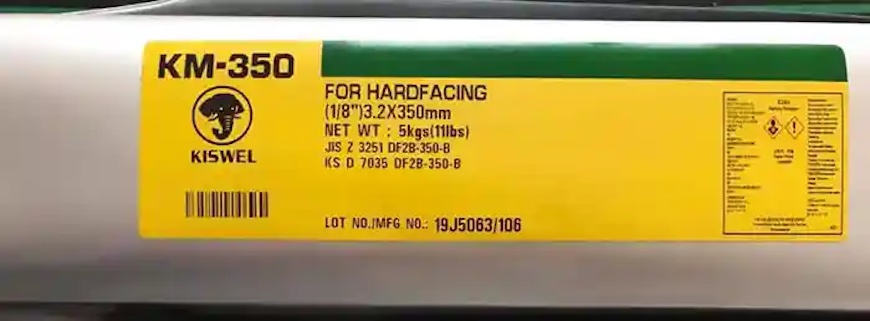 KM-350
KISWEL
FOR HARDFACING
(1/8")3.2X350mm
NET WT : 5kgs(11lbs)
JIS Z 3251 DF2B-350-B
KS D 7035 DF2B-350-B
LOT NO./MFG NO.: 19J5063/106